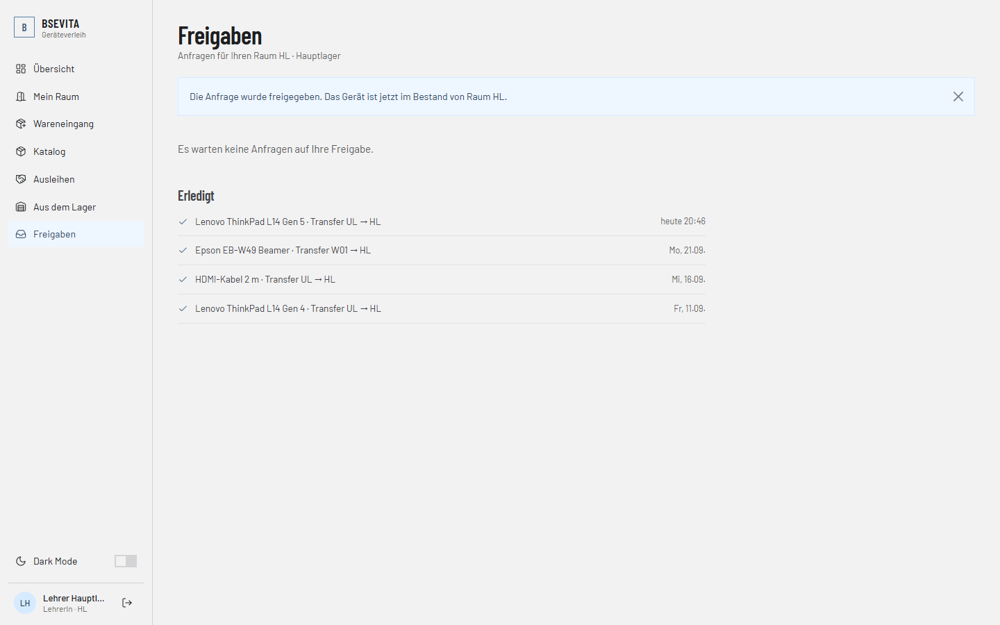 B
BSEVITA
Geräteverleih
Übersicht
Mein Raum
Wareneingang
Katalog
Ausleihen
Aus dem Lager
Freigaben
Dark Mode
LH
Lehrer Hauptl...
LehrerIn · HL
Freigaben
Anfragen für Ihren Raum HL · Hauptlager
Die Anfrage wurde freigegeben. Das Gerät ist jetzt im Bestand von Raum HL.
Es warten keine Anfragen auf Ihre Freigabe.
Erledigt
Lenovo ThinkPad L14 Gen 5 · Transfer UL → HL heute 20:46
Epson EB-W49 Beamer · Transfer W01 → HL Mo, 21.09.
HDMI-Kabel 2 m · Transfer UL → HL Mi, 16.09.
Lenovo ThinkPad L14 Gen 4 · Transfer UL → HL Fr, 11.09.